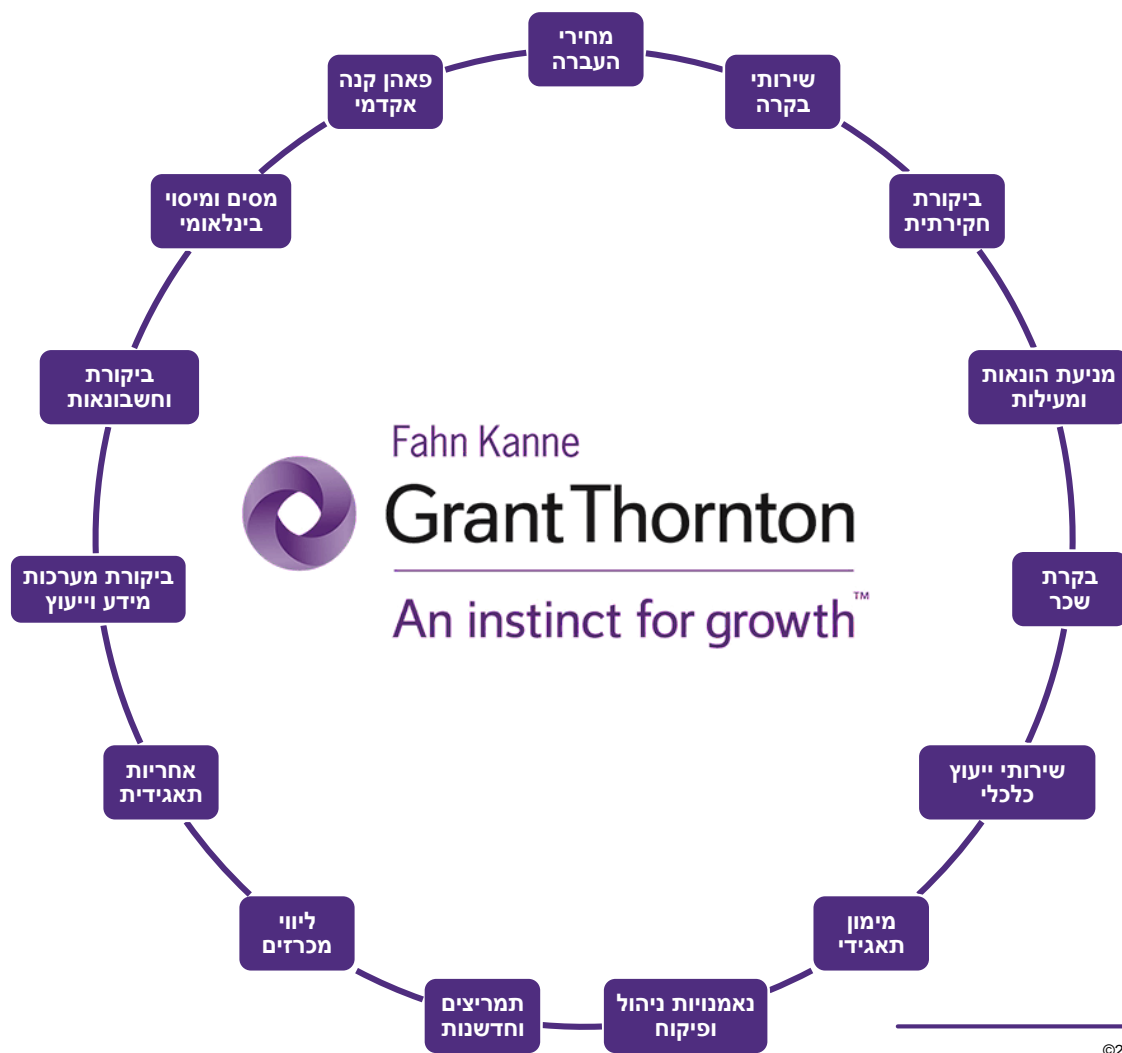 מחירי
העברה
שירותי
בקרה
ביקורת
חקירתית
מניעת הונאות
ומעילות
בקרת
שכר
שירותי ייעוץ
כלכלי
מימון
תאגידי
נאמנויות ניהול
ופיקוח
תמריצים
וחדשנות
ליווי
מכרזים
אחריות
תאגידית
ביקורת מערכות
מידע וייעוץ
ביקורת
וחשבונאות
מסים ומיסוי
בינלאומי
פאהן קנה
אקדמי
Fahn Kanne
Grant Thornton
An instinct for growth™
©2